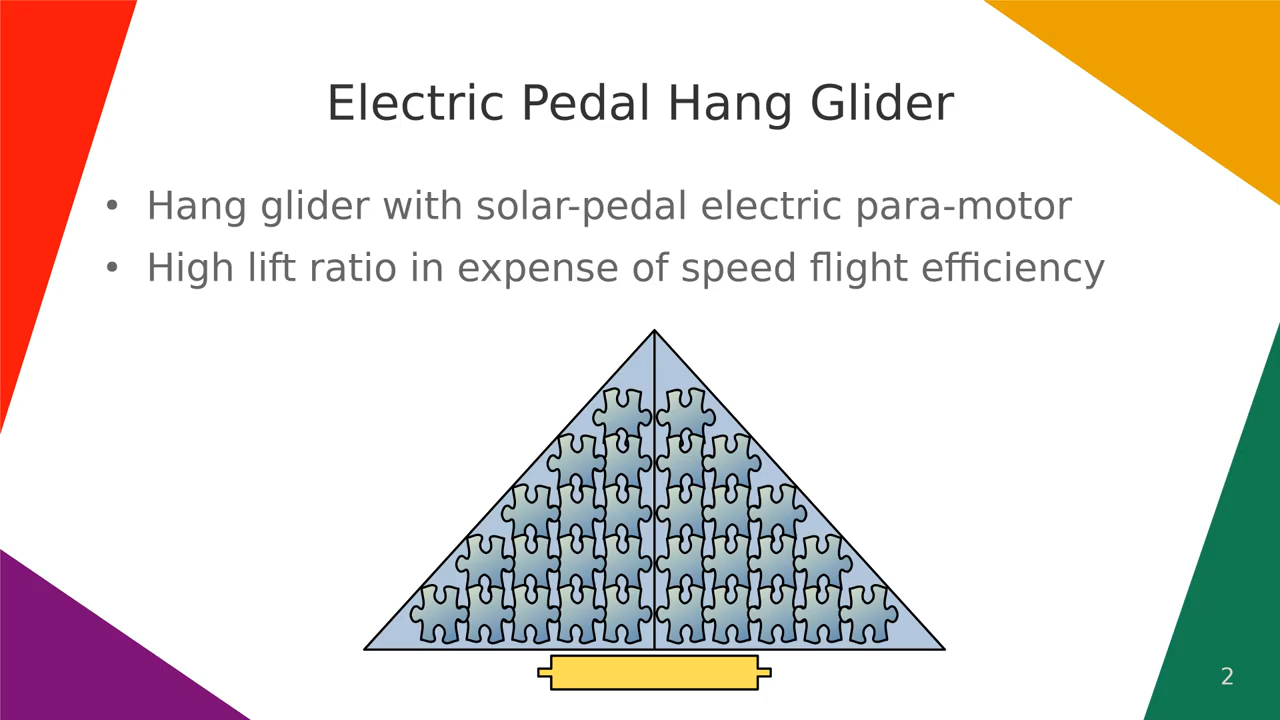 Electric Pedal Hang Glider
• Hang glider with solar-pedal electric para-motor
• High lift ratio in expense of speed flight efficiency
2